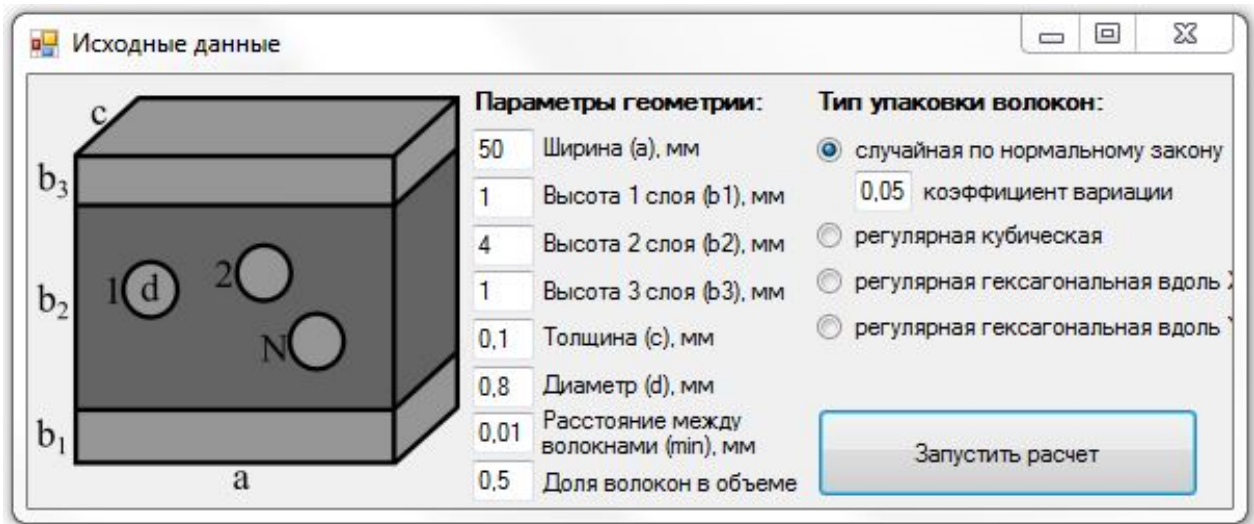 Исходные данные
c
b3
b2
b1
a
1
d
2
N
Параметры геометрии:
50 Ширина (a), мм
1 Высота 1 слоя (b1), мм
4 Высота 2 слоя (b2), мм
1 Высота 3 слоя (b3), мм
0,1 Толщина (c), мм
0,8 Диаметр (d), мм
0,01 Расстояние между
волокнами (min), мм
0,5 Доля волокон в объеме
Тип упаковки волокон:
случайная по нормальному закону
0,05 коэффициент вариации
регулярная кубическая
регулярная гексагональная вдоль X
регулярная гексагональная вдоль Y
Запустить расчет